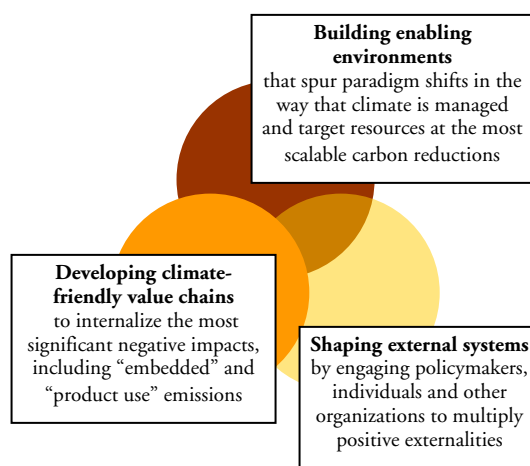 Building enabling
environments
that spur paradigm shifts in the
way that climate is managed
and target resources at the most
scalable carbon reductions
Developing climate-
friendly value chains
to internalize the most
significant negative impacts,
including “embedded” and
“product use” emissions
Shaping external systems
by engaging policymakers,
individuals and other
organizations to multiply
positive externalities